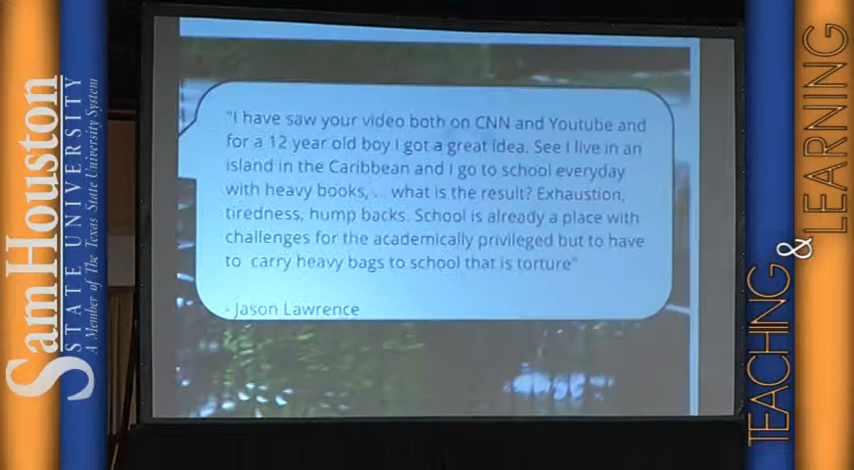 Sam Houston
STATE UNIVERSITY
A Member of The Texas State University System
"I have saw your video both on CNN and Youtube and
for a 12 year old boy I got a great idea. See I live in an
island in the Caribbean and I go to school everyday
with heavy books, ... what is the result? Exhaustion,
tiredness, hump backs. School is already a place with
challenges for the academically privileged but to have
to carry heavy bags to school that is torture"
- Jason Lawrence
TEACHING
&
LEARNING